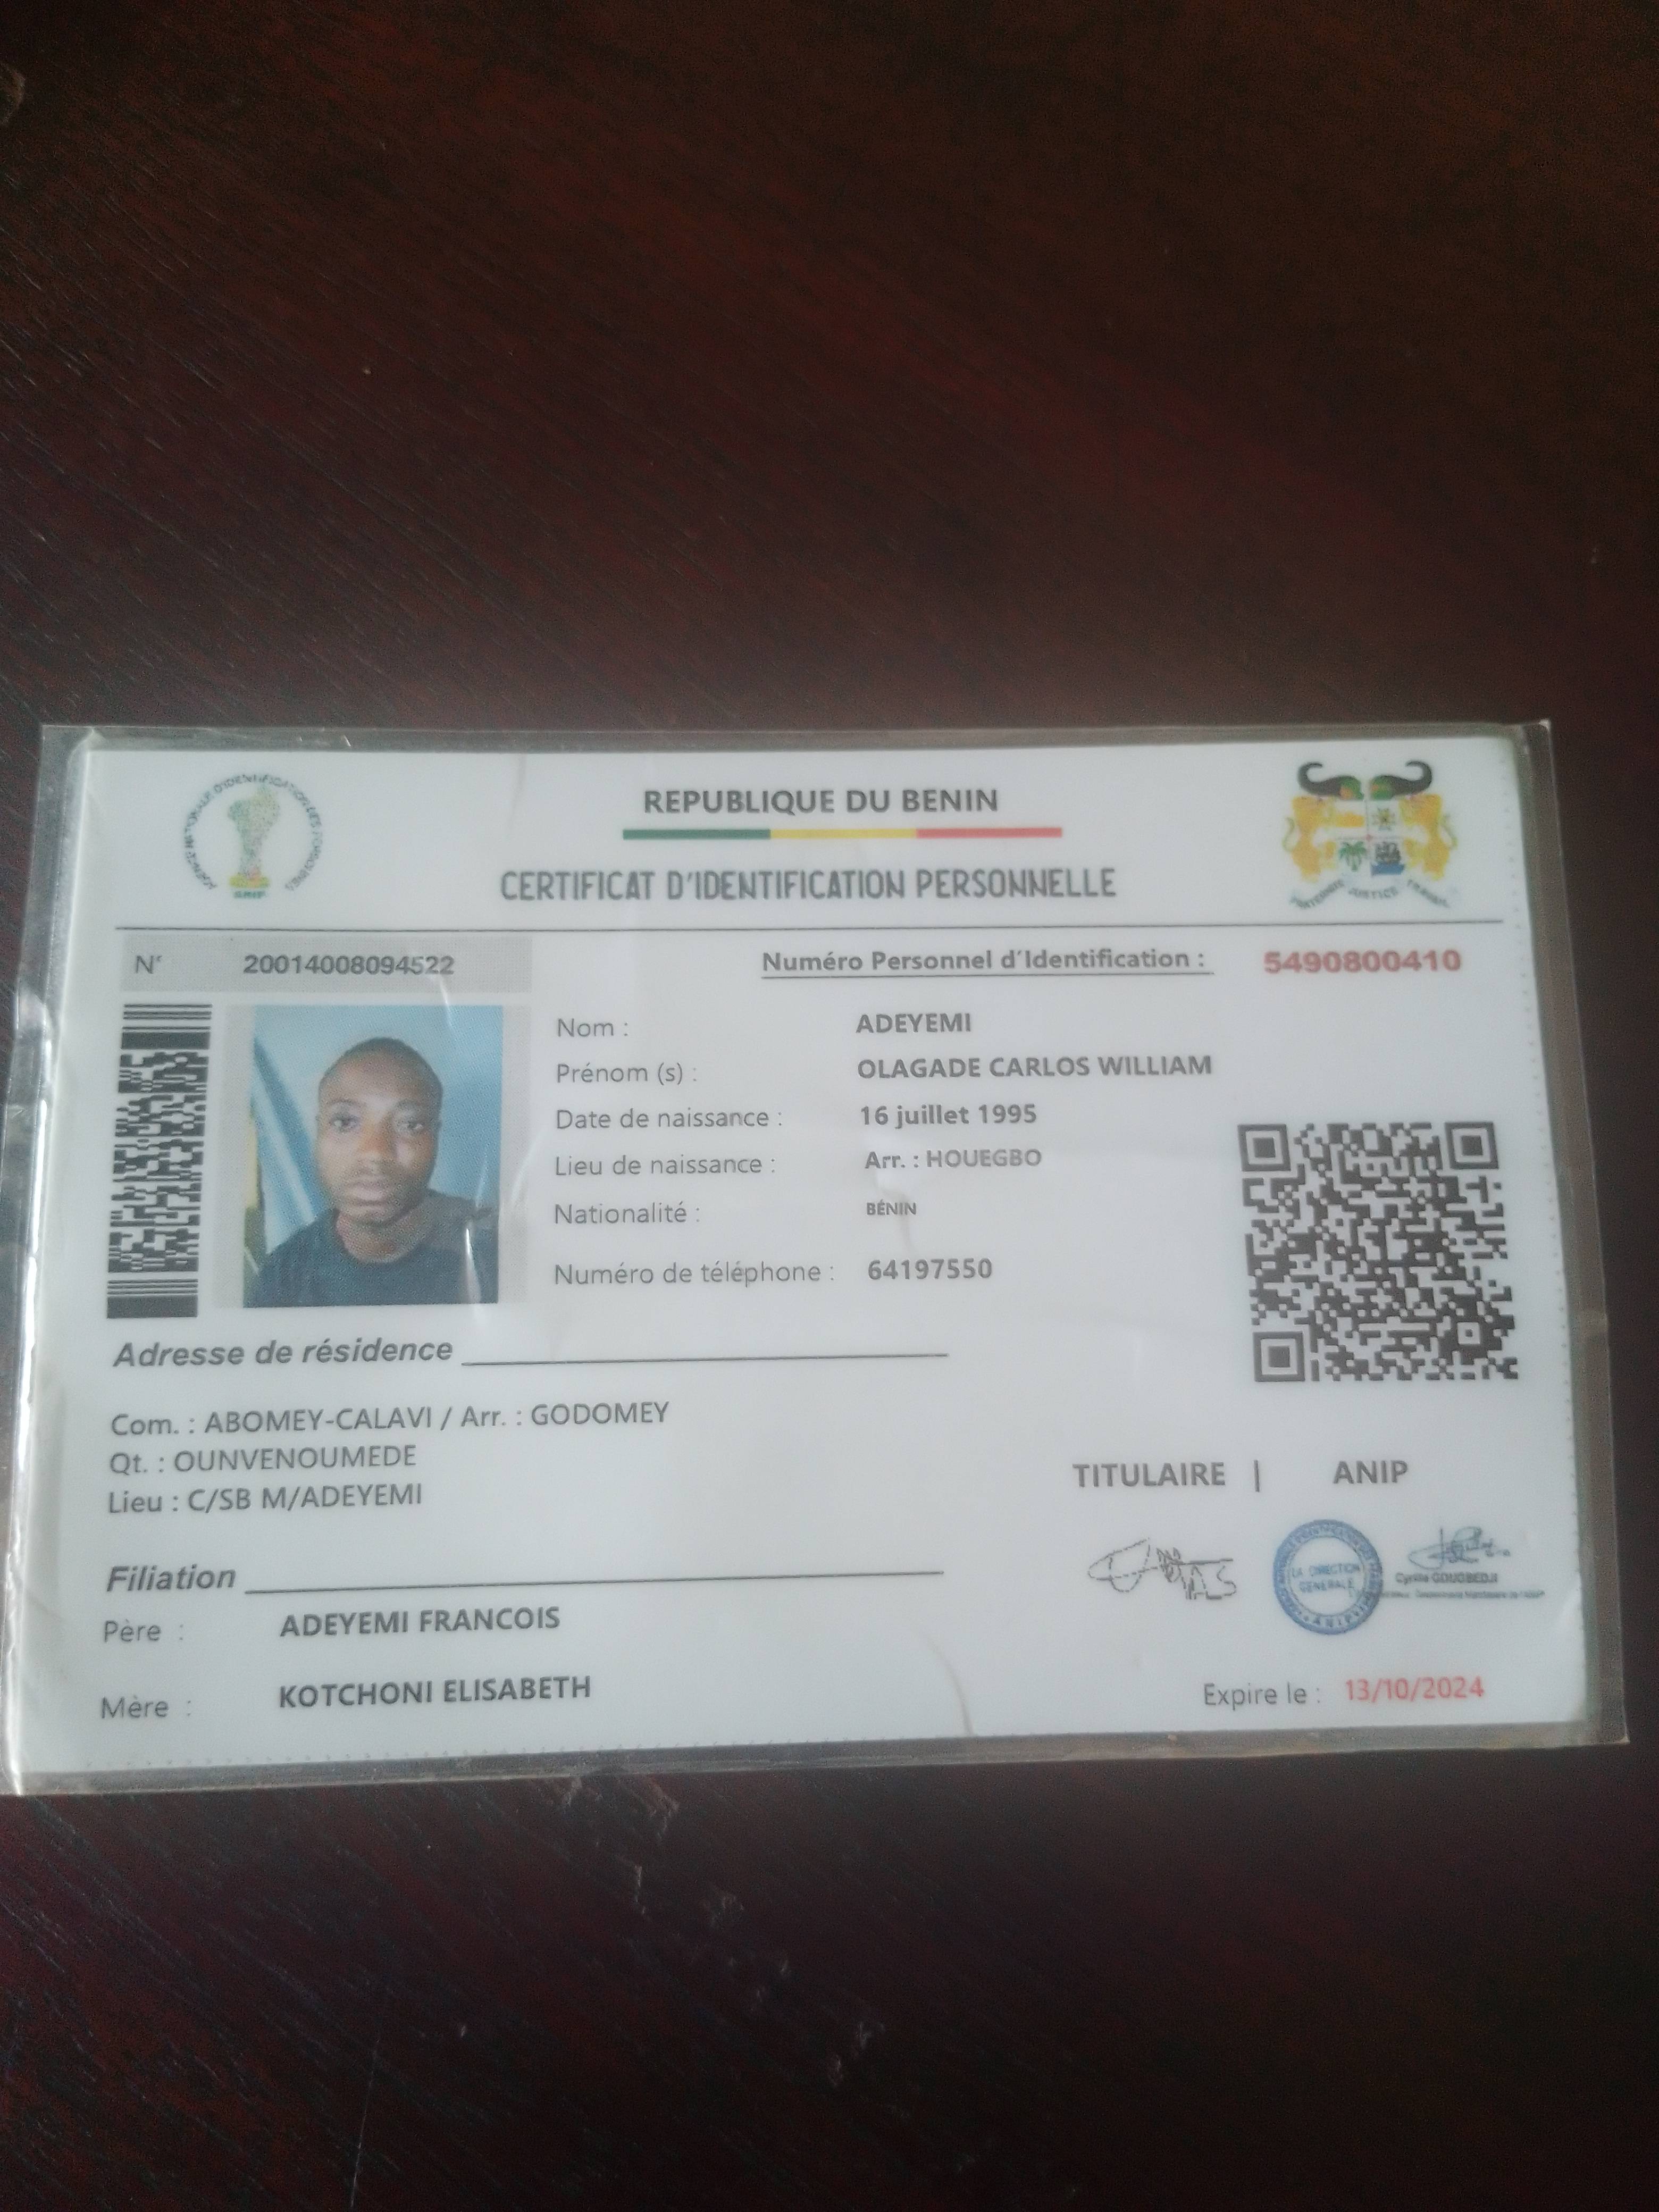 AGENCE NATIONALE D'IDENTIFICATION DES PERSONNES
ANIP
REPUBLIQUE DU BENIN
CERTIFICAT D'IDENTIFICATION PERSONNELLE
FRATERNITE JUSTICE TRAVAIL
N° 20014008094522
Numéro Personnel d'Identification : 5490800410
Nom : ADEYEMI
Prénom (s) : OLAGADE CARLOS WILLIAM
Date de naissance : 16 juillet 1995
Lieu de naissance : Arr. : HOUEGBO
Nationalité : BÉNIN
Numéro de téléphone : 64197550
Adresse de résidence
Com. : ABOMEY-CALAVI / Arr. : GODOMEY
Qt. : OUNVENOUMEDE
Lieu : C/SB M/ADEYEMI
TITULAIRE | ANIP
LA DIRECTION
GENERALE
ANIP
Cyrille GOUGBEDJI
Filiation
Père : ADEYEMI FRANCOIS
Mère : KOTCHONI ELISABETH
Expire le : 13/10/2024